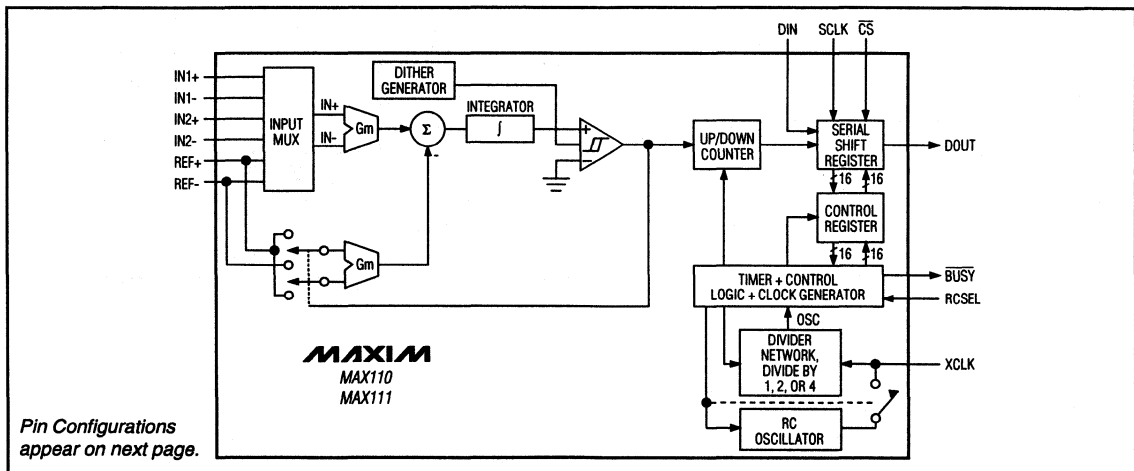 DIN SCLK CS
IN1+
IN1-
IN2+
IN2-
REF+
REF-
INPUT
MUX
IN+
IN-
Gm
DITHER
GENERATOR
Σ
-
INTEGRATOR
∫
+
-
UP/DOWN
COUNTER
SERIAL
SHIFT
REGISTER
DOUT
16 16
CONTROL
REGISTER
16 16
Gm
TIMER + CONTROL
LOGIC + CLOCK GENERATOR
BUSY
RCSEL
OSC
DIVIDER
NETWORK,
DIVIDE BY
1, 2, OR 4
XCLK
RC
OSCILLATOR
MAXIM
MAX110
MAX111
Pin Configurations
appear on next page.